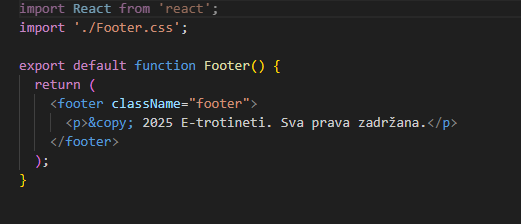 import React from 'react';
import './Footer.css';
export default function Footer() {
return (
<footer className="footer">
<p>&copy; 2025 E-trotineti. Sva prava zadržana.</p>
</footer>
);
}